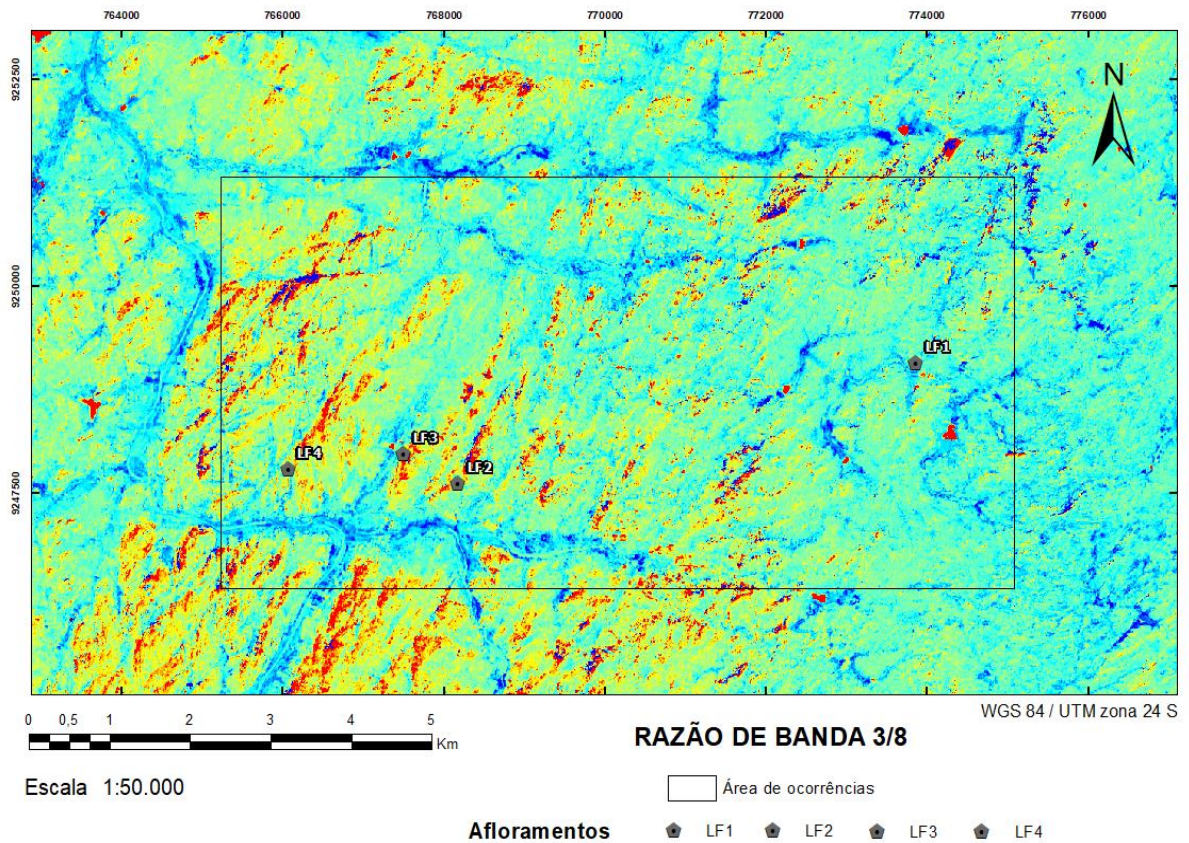 764000 766000 768000 770000 772000 774000 776000
9252500
N
9250000
LF1
LF3
LF4
LF2
9247500
WGS 84 / UTM zona 24 S
0 0,5 1 2 3 4 5
Km
RAZÃO DE BANDA 3/8
Escala 1:50.000
Área de ocorrências
Afloramentos LF1 LF2 LF3 LF4